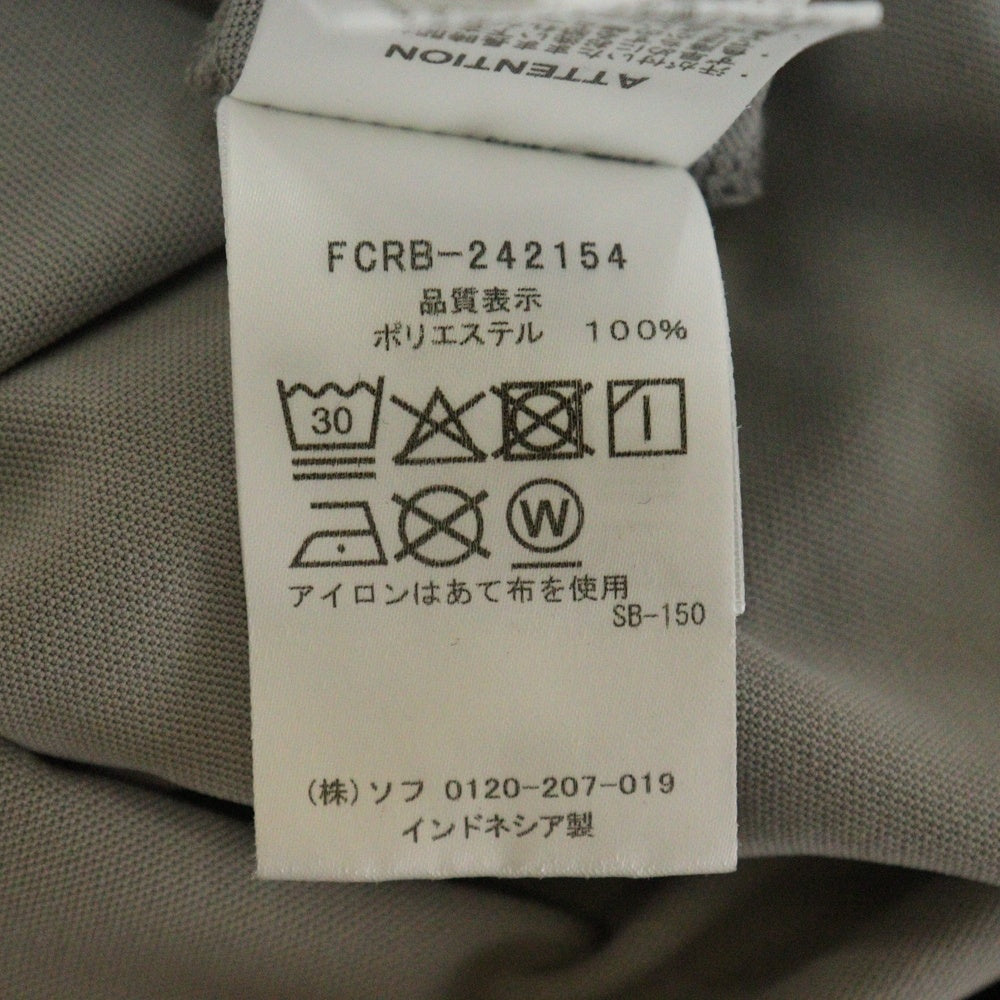 ATTENTION
FCRB-242154
品質表示
ポリエステル 100%
30
W
アイロンはあて布を使用
SB-150
(株)ソフ 0120-207-019
インドネシア製